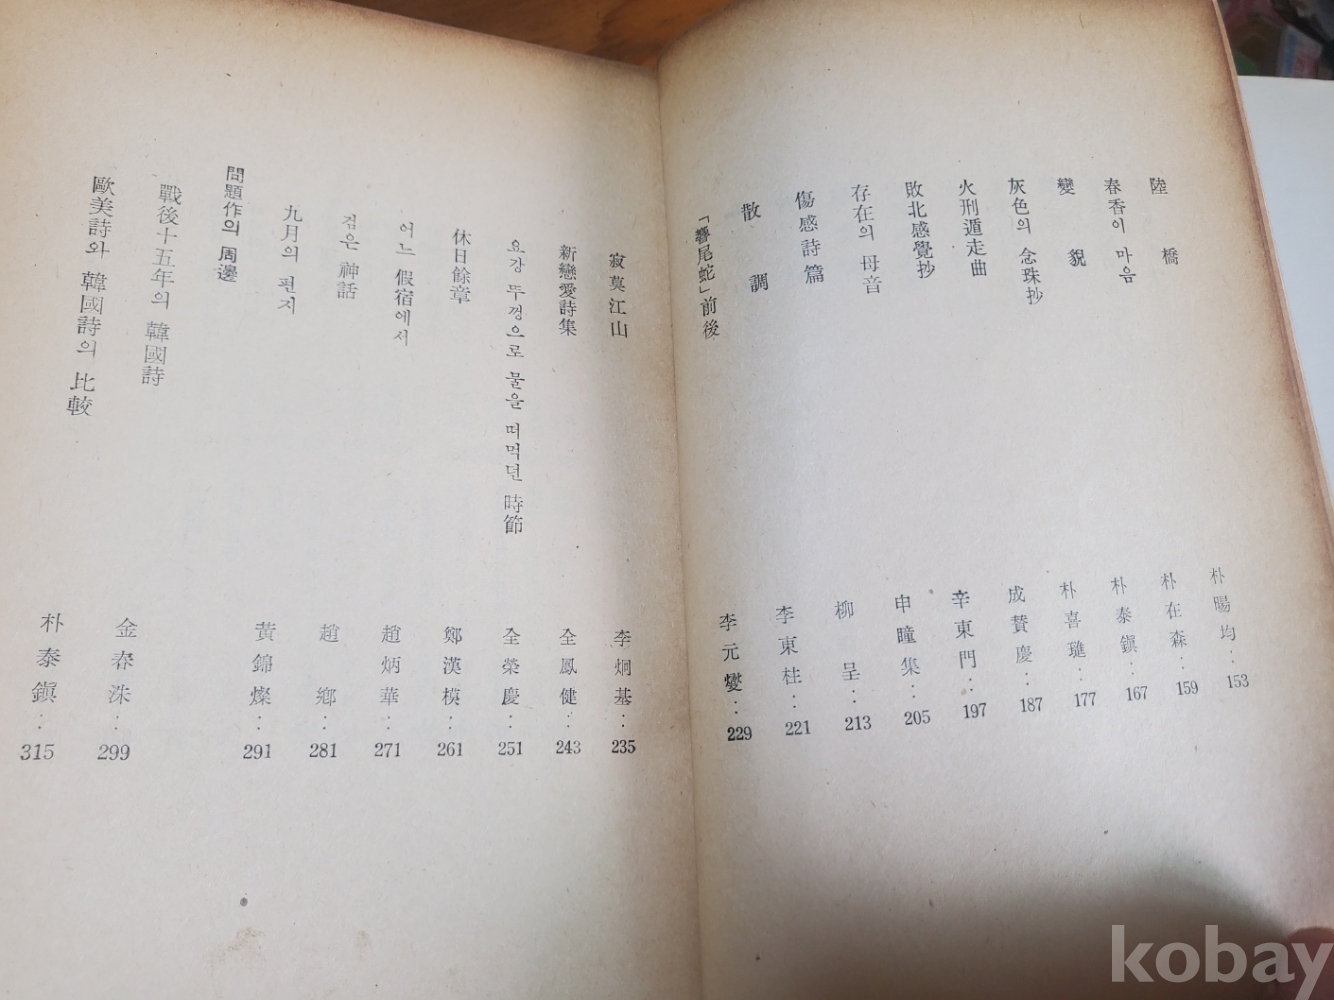 陸橋 朴暘均‥153
春香이 마음 朴在森‥159
變貌 朴泰鎭‥167
灰色의 念珠抄 朴喜璡‥177
火刑遁走曲 成贊慶‥187
敗北感覺抄 辛東門‥197
存在의 母音 申瞳集‥205
傷感詩篇 柳呈‥213
散調 李東柱‥221
「響尾蛇」前後 李元燮‥229
寂寞江山 李炯基‥235
新戀愛詩集 全鳳健‥243
요강 뚜껑으로 물을 떠먹던 時節 全榮慶‥251
休日餘章 鄭漢模‥261
어느 假宿에서 趙炳華‥271
검은 神話 趙鄕‥281
九月의 편지 黃錦燦‥291
問題作의 周邊
戰後十五年의 韓國詩 金春洙‥299
歐美詩와 韓國詩의 比較 朴泰鎭‥315
kobay